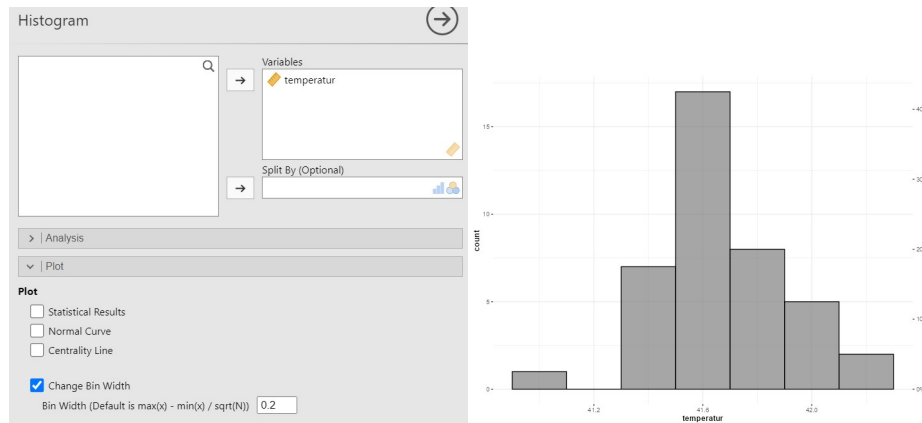 Histogram
Variables
temperatur
Split By (Optional)
> | Analysis
| Plot
Plot
Statistical Results
Normal Curve
Centrality Line
Change Bin Width
Bin Width (Default is max(x) - min(x) / sqrt(N)) 0.2
15
10
5
0
count
41.2
41.6
42.0
temperatur